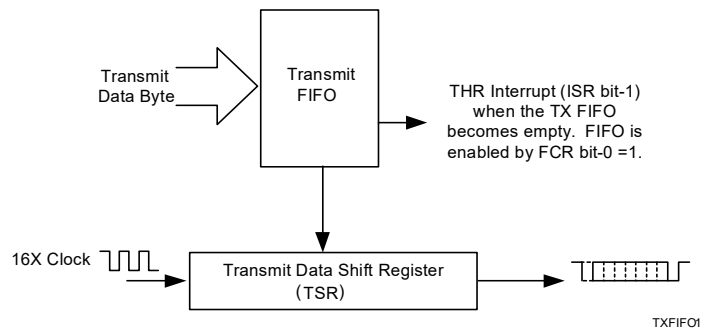 Transmit
Data Byte
Transmit
FIFO
THR Interrupt (ISR bit-1)
when the TX FIFO
becomes empty. FIFO is
enabled by FCR bit-0 =1.
16X Clock
Transmit Data Shift Register
(TSR)
TXFIFO1